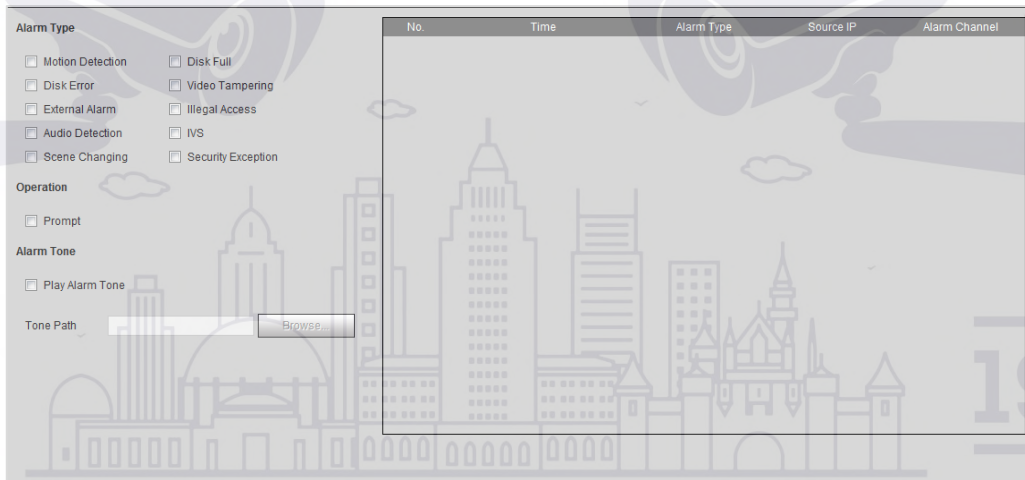 Alarm Type
No. Time Alarm Type Source IP Alarm Channel
Motion Detection Disk Full
Disk Error Video Tampering
External Alarm Illegal Access
Audio Detection IVS
Scene Changing Security Exception
Operation
Prompt
Alarm Tone
Play Alarm Tone
Tone Path Browse...